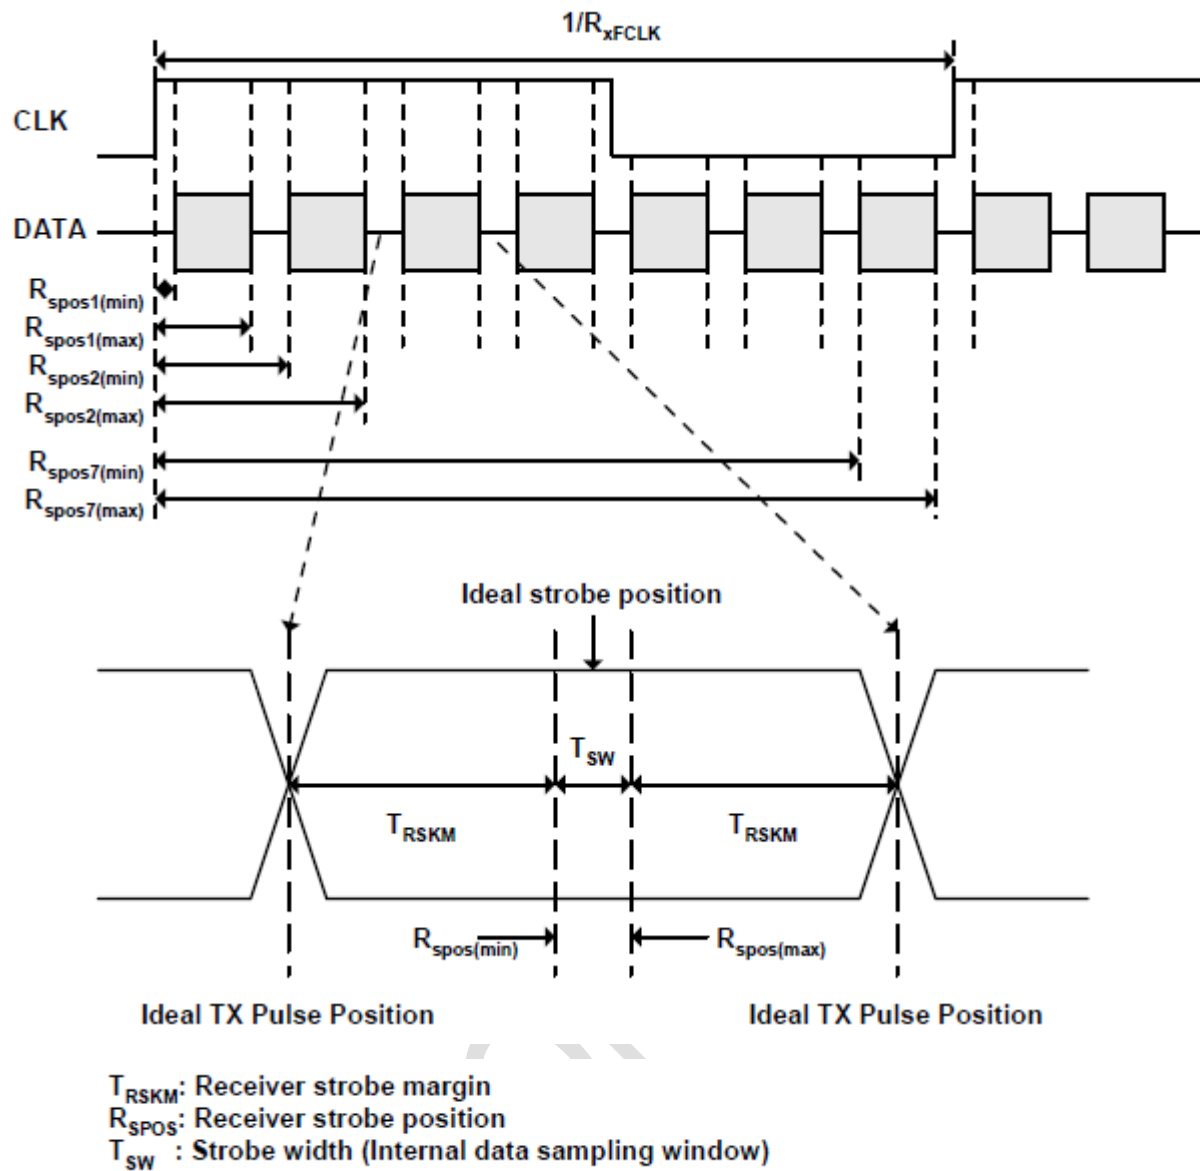 1/RxFCLK
CLK
DATA
Rspos1(min)
Rspos1(max)
Rspos2(min)
Rspos2(max)
Rspos7(min)
Rspos7(max)
Ideal strobe position
TSW
TRSKM
TRSKM
Rspos(min)
Rspos(max)
Ideal TX Pulse Position
Ideal TX Pulse Position
TRSKM: Receiver strobe margin
RSPOS: Receiver strobe position
TSW : Strobe width (Internal data sampling window)